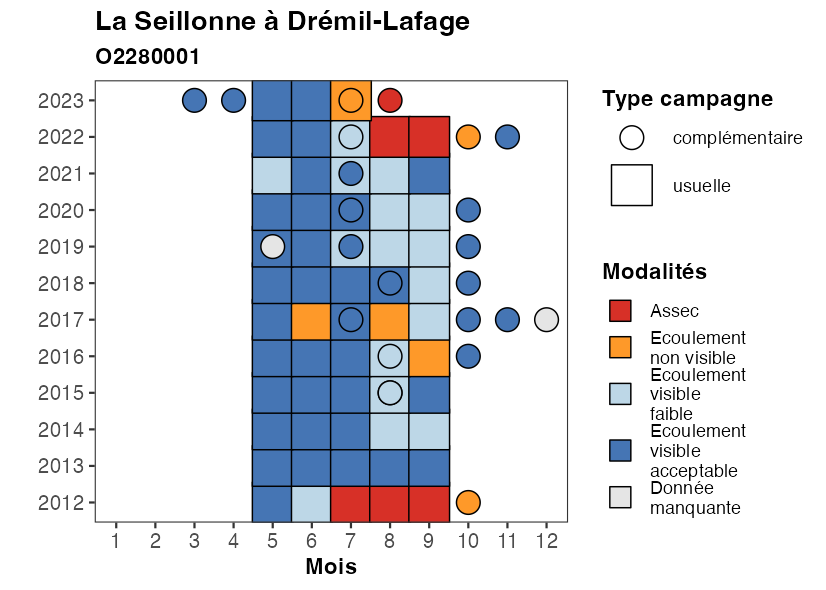 La Seillonne à Drémil-Lafage
O2280001
2023
2022
2021
2020
2019
2018
2017
2016
2015
2014
2013
2012
1 2 3 4 5 6 7 8 9 10 11 12
Mois
Type campagne
complémentaire
usuelle
Modalités
Assec
Ecoulement
non visible
Ecoulement
visible
faible
Ecoulement
visible
acceptable
Donnée
manquante